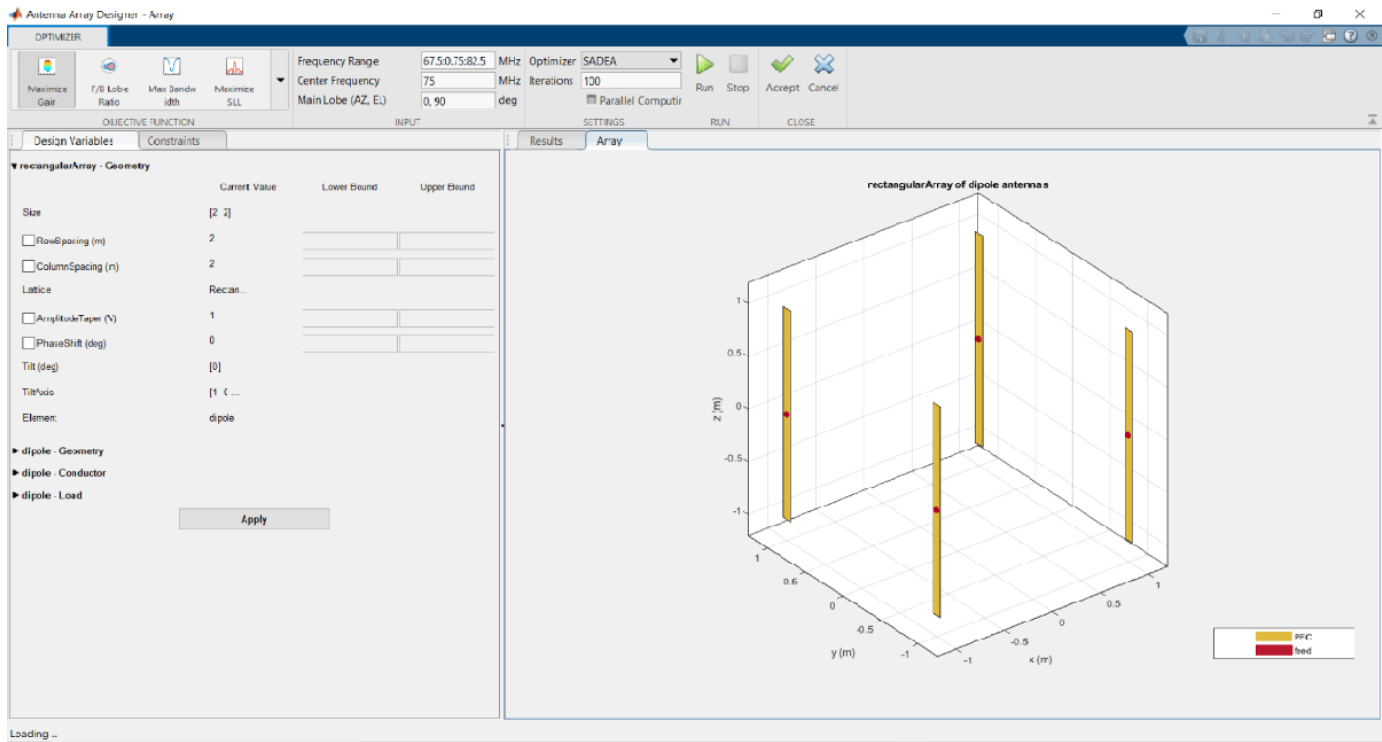 Antenna Array Designer - Array
OPTIMIZER
Maximize Gain
F/B Lobe Ratio
Max Bandwidth
Maximize SLL
OBJECTIVE FUNCTION
Frequency Range 67.5:0.75:82.5 MHz
Center Frequency 75 MHz
Main Lobe (AZ, EL) 0, 90 deg
INPUT
Optimizer SADEA
Iterations 100
Parallel Computin
SETTINGS
Run Stop
RUN
Accept Cancel
CLOSE
Design Variables Constraints
rectangularArray - Geometry
Current Value Lower Bound Upper Bound
Size [2 2]
RowSpacing (m) 2
ColumnSpacing (m) 2
Lattice Rectan...
AmplitudeTaper (V) 1
PhaseShift (deg) 0
Tilt (deg) [0]
TiltAxis [1 0 ...
Element dipole
dipole - Geometry
dipole - Conductor
dipole - Load
Apply
Results Array
rectangularArray of dipole antennas
1
0.5
0
-0.5
-1
z (m)
1
0.5
0
-0.5
-1
y (m)
-1
-0.5
0
0.5
1
x (m)
PEC
feed
Loading ...